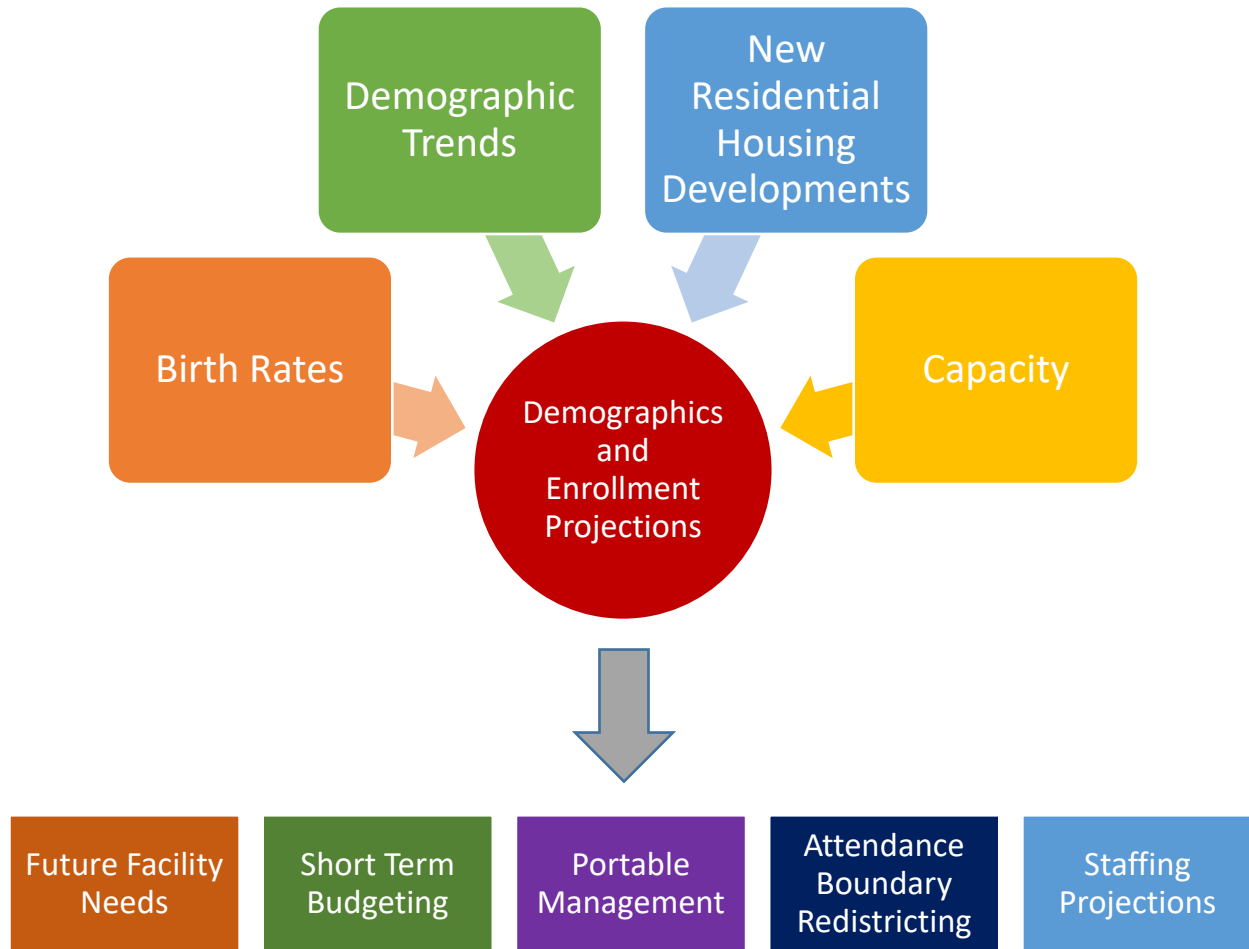 Demographic
Trends
New
Residential
Housing
Developments
Birth Rates
Capacity
Demographics
and
Enrollment
Projections
Future Facility
Needs
Short Term
Budgeting
Portable
Management
Attendance
Boundary
Redistricting
Staffing
Projections